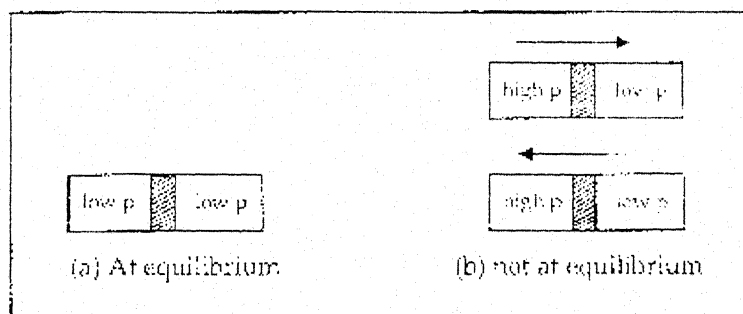 high p low p
low p low p high p low p
(a) At equilibrium (b) not at equilibrium